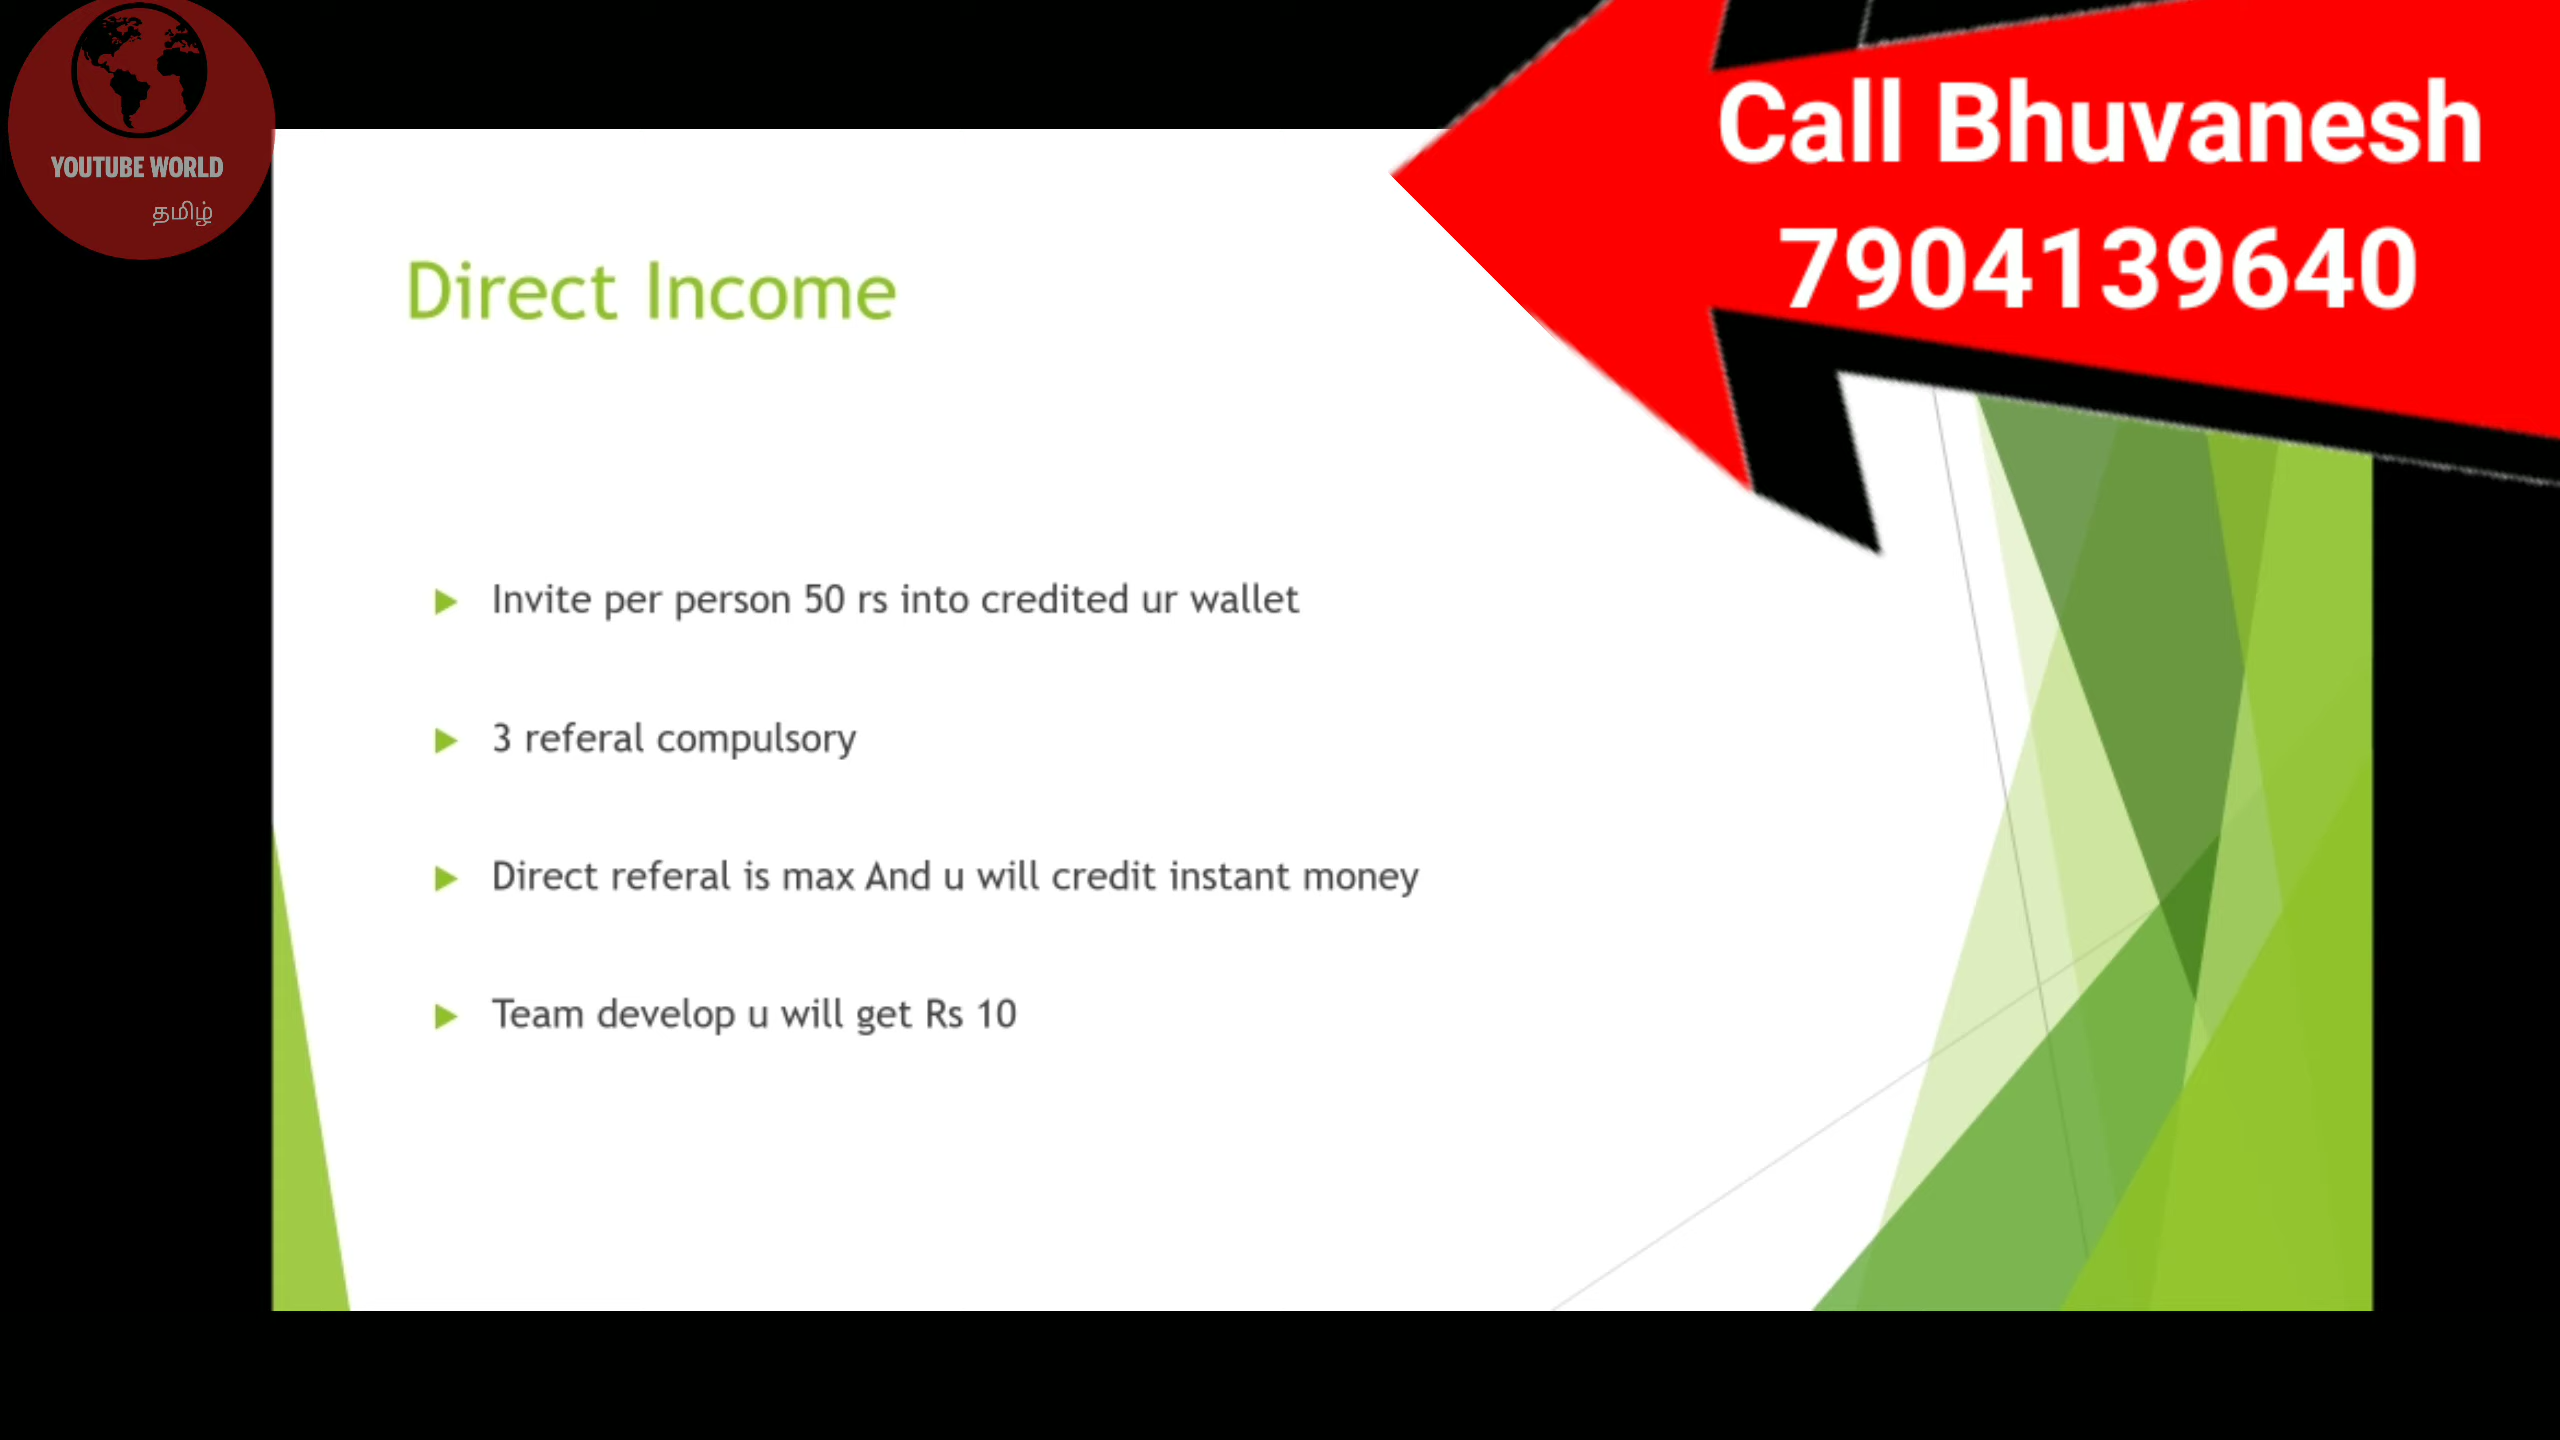 YOUTUBE WORLD
தமிழ்
Call Bhuvanesh
7904139640
Direct Income
Invite per person 50 rs into credited ur wallet
3 referal compulsory
Direct referal is max And u will credit instant money
Team develop u will get Rs 10